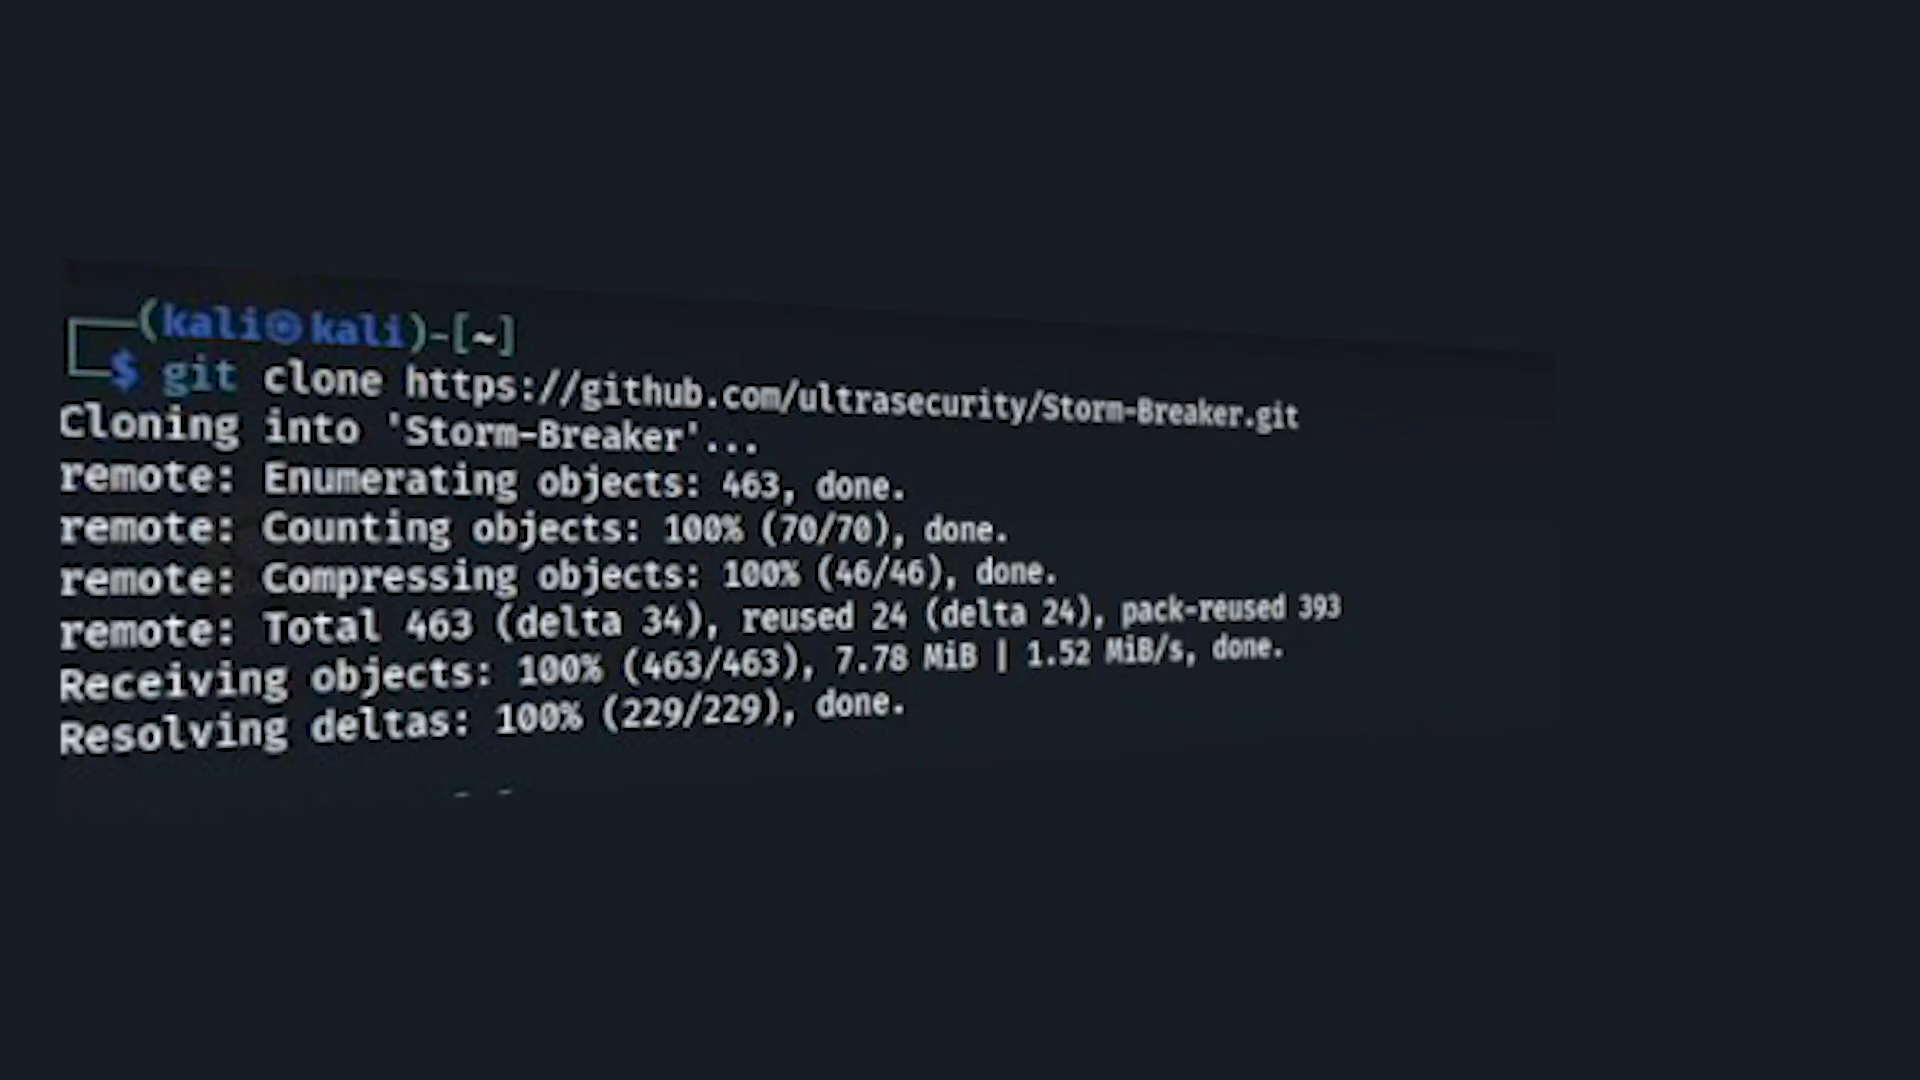 (kali㉿kali)-[~]
$ git clone https://github.com/ultrasecurity/Storm-Breaker.git
Cloning into 'Storm-Breaker'...
remote: Enumerating objects: 463, done.
remote: Counting objects: 100% (70/70), done.
remote: Compressing objects: 100% (46/46), done.
remote: Total 463 (delta 34), reused 24 (delta 24), pack-reused 393
Receiving objects: 100% (463/463), 7.78 MiB | 1.52 MiB/s, done.
Resolving deltas: 100% (229/229), done.